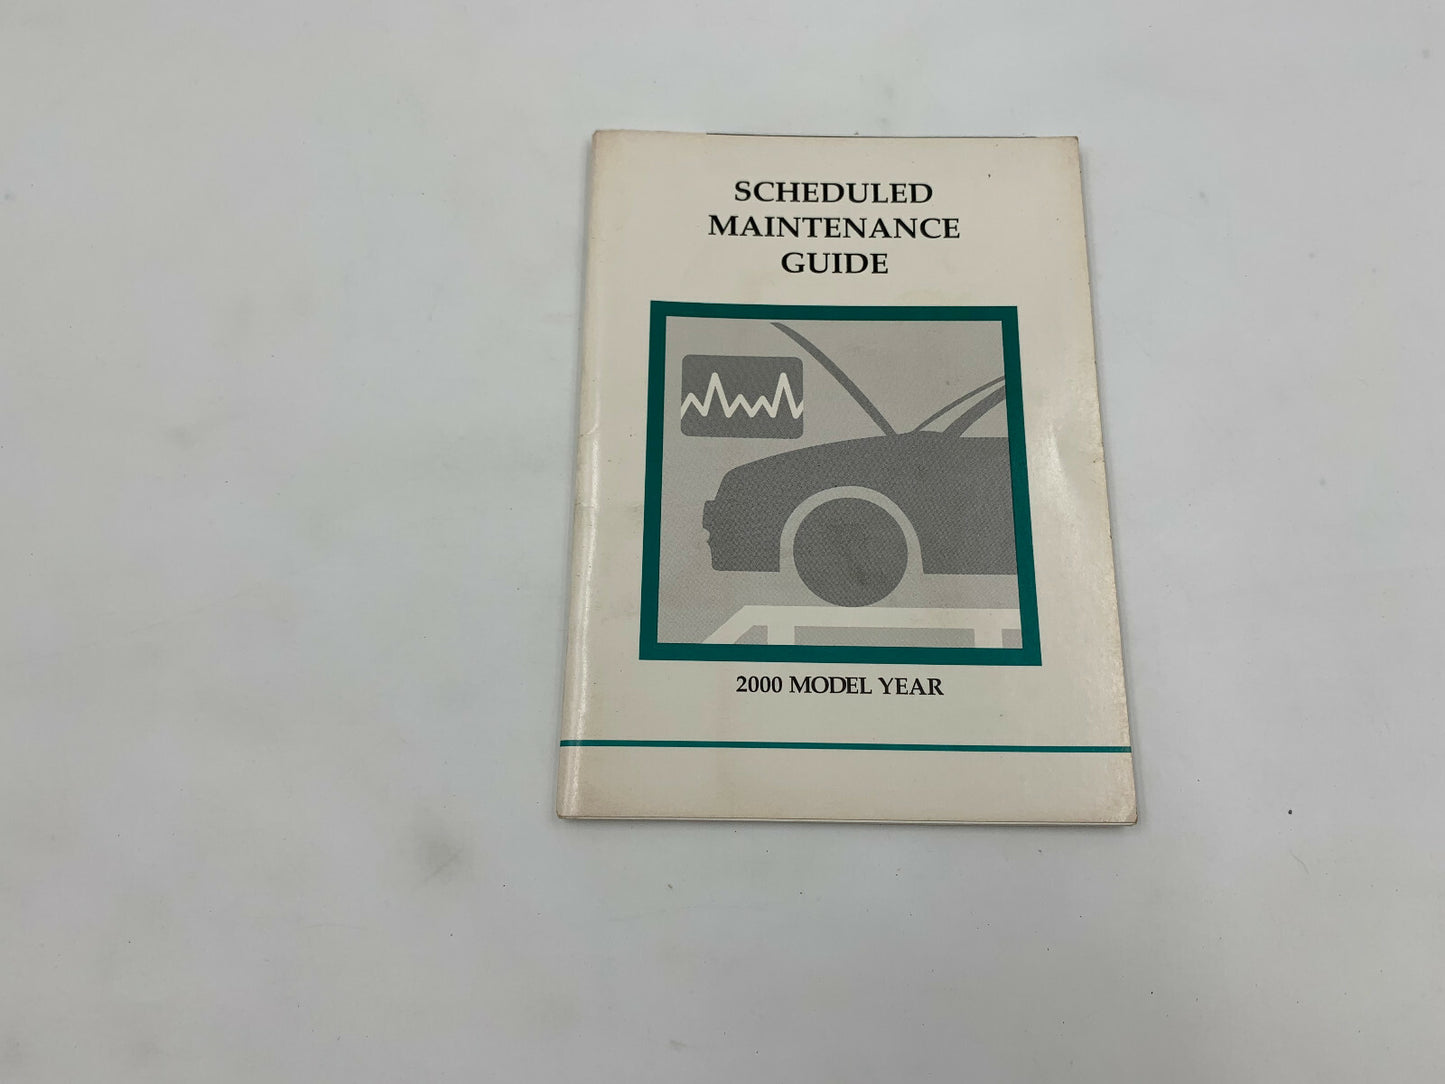 SCHEDULED
MAINTENANCE
GUIDE
2000 MODEL YEAR